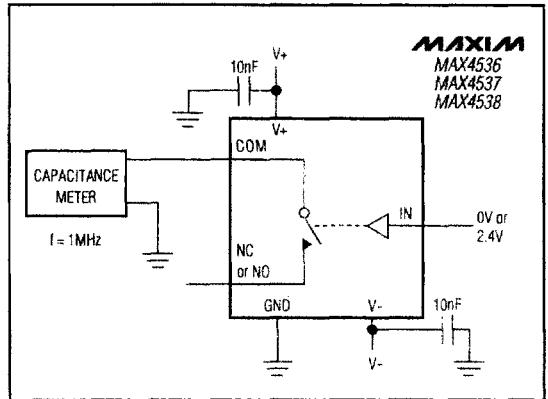 MAXIM
MAX4536
MAX4537
MAX4538
V+
10nF
V+
COM
CAPACITANCE
METER
f = 1MHz
IN
0V or
2.4V
NC
or NO
GND
V-
10nF
V-